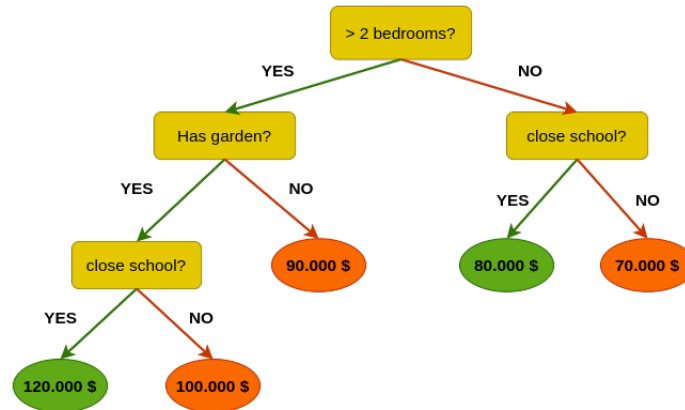 > 2 bedrooms?
YES
NO
Has garden?
close school?
YES
NO
YES
NO
close school?
90.000 $
80.000 $
70.000 $
YES
NO
120.000 $
100.000 $